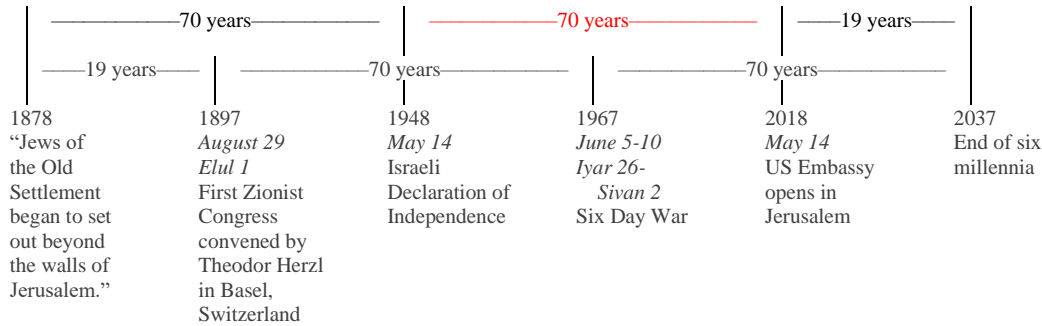 70 years
70 years
19 years
19 years
70 years
70 years
1878
“Jews of
the Old
Settlement
began to set
out beyond
the walls of
Jerusalem.”
1897
August 29
Elul 1
First Zionist
Congress
convened by
Theodor Herzl
in Basel,
Switzerland
1948
May 14
Israeli
Declaration of
Independence
1967
June 5-10
Iyar 26-
Sivan 2
Six Day War
2018
May 14
US Embassy
opens in
Jerusalem
2037
End of six
millennia